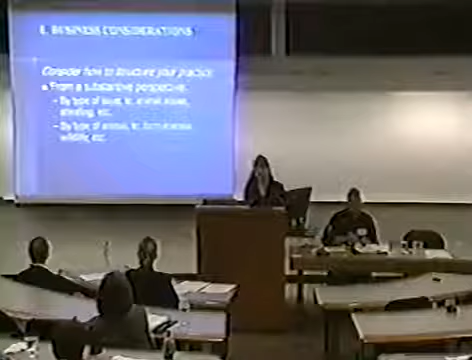 I. BUSINESS CONSIDERATIONS
Consider how to structure your practice
From a substantive perspective:
- By type of issue, ie, animal abuse,
etc.
- By type of animal, ie, farm animals
wildlife, etc.